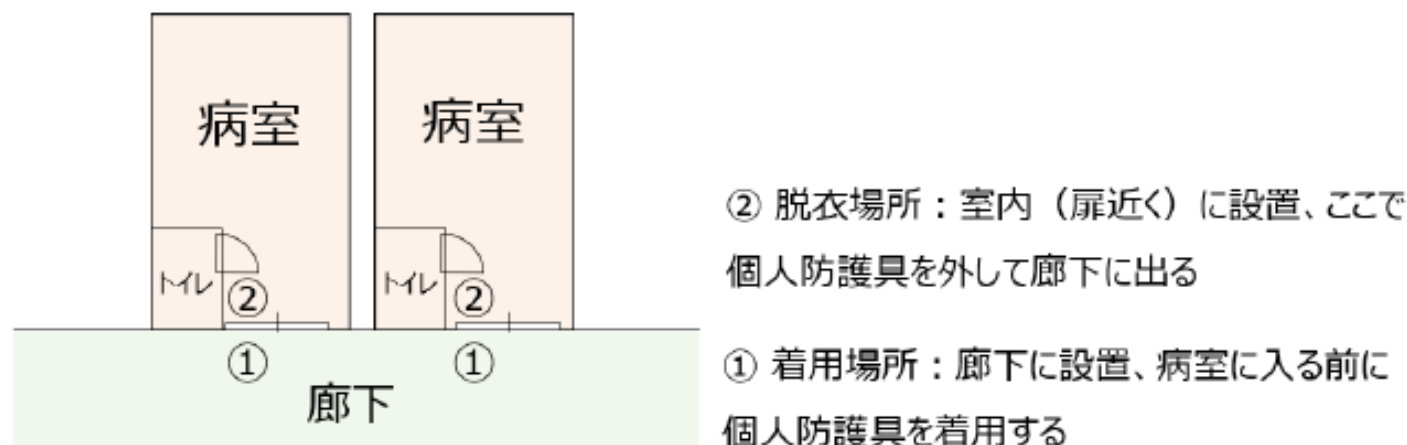 病室
病室
トイレ
トイレ
②
②
①
①
廊下
② 脱衣場所：室内（扉近く）に設置、ここで
個人防護具を外して廊下に出る
① 着用場所：廊下に設置、病室に入る前に
個人防護具を着用する